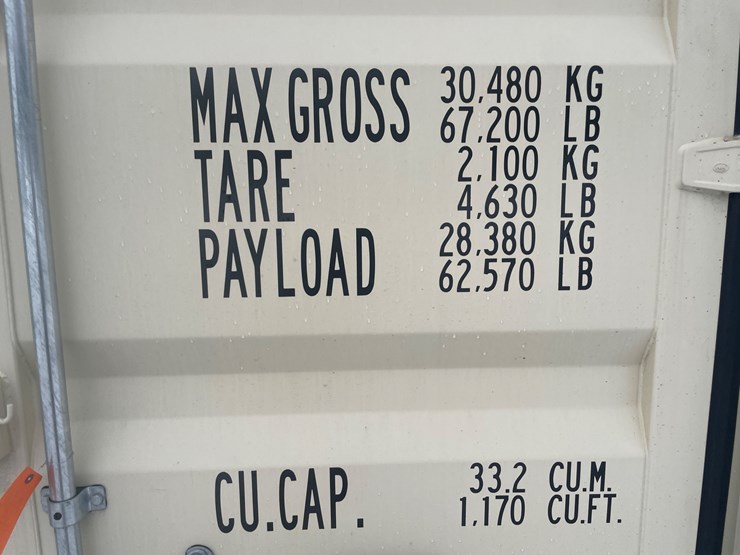 MAX GROSS 30,480 KG
67,200 LB
TARE 2,100 KG
4,630 LB
PAYLOAD 28,380 KG
62,570 LB
CU.CAP. 33.2 CU.M.
1,170 CU.FT.